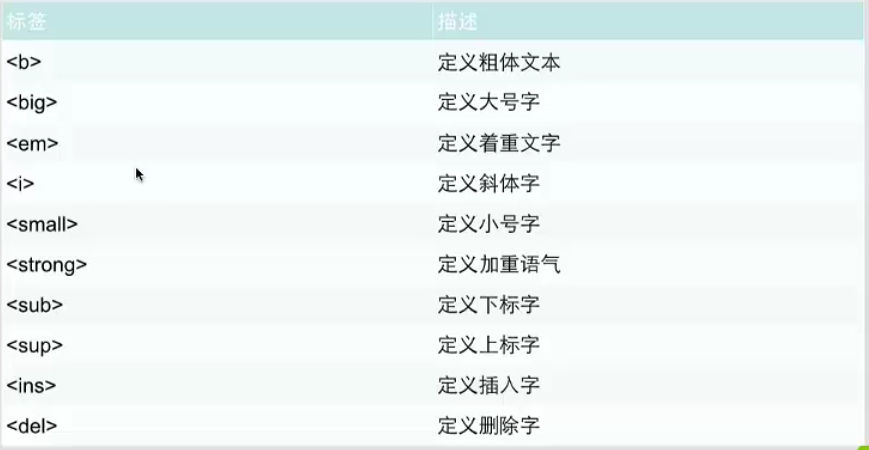 标签 描述
<b> 定义粗体文本
<big> 定义大号字
<em> 定义着重文字
<i> 定义斜体字
<small> 定义小号字
<strong> 定义加重语气
<sub> 定义下标字
<sup> 定义上标字
<ins> 定义插入字
<del> 定义删除字